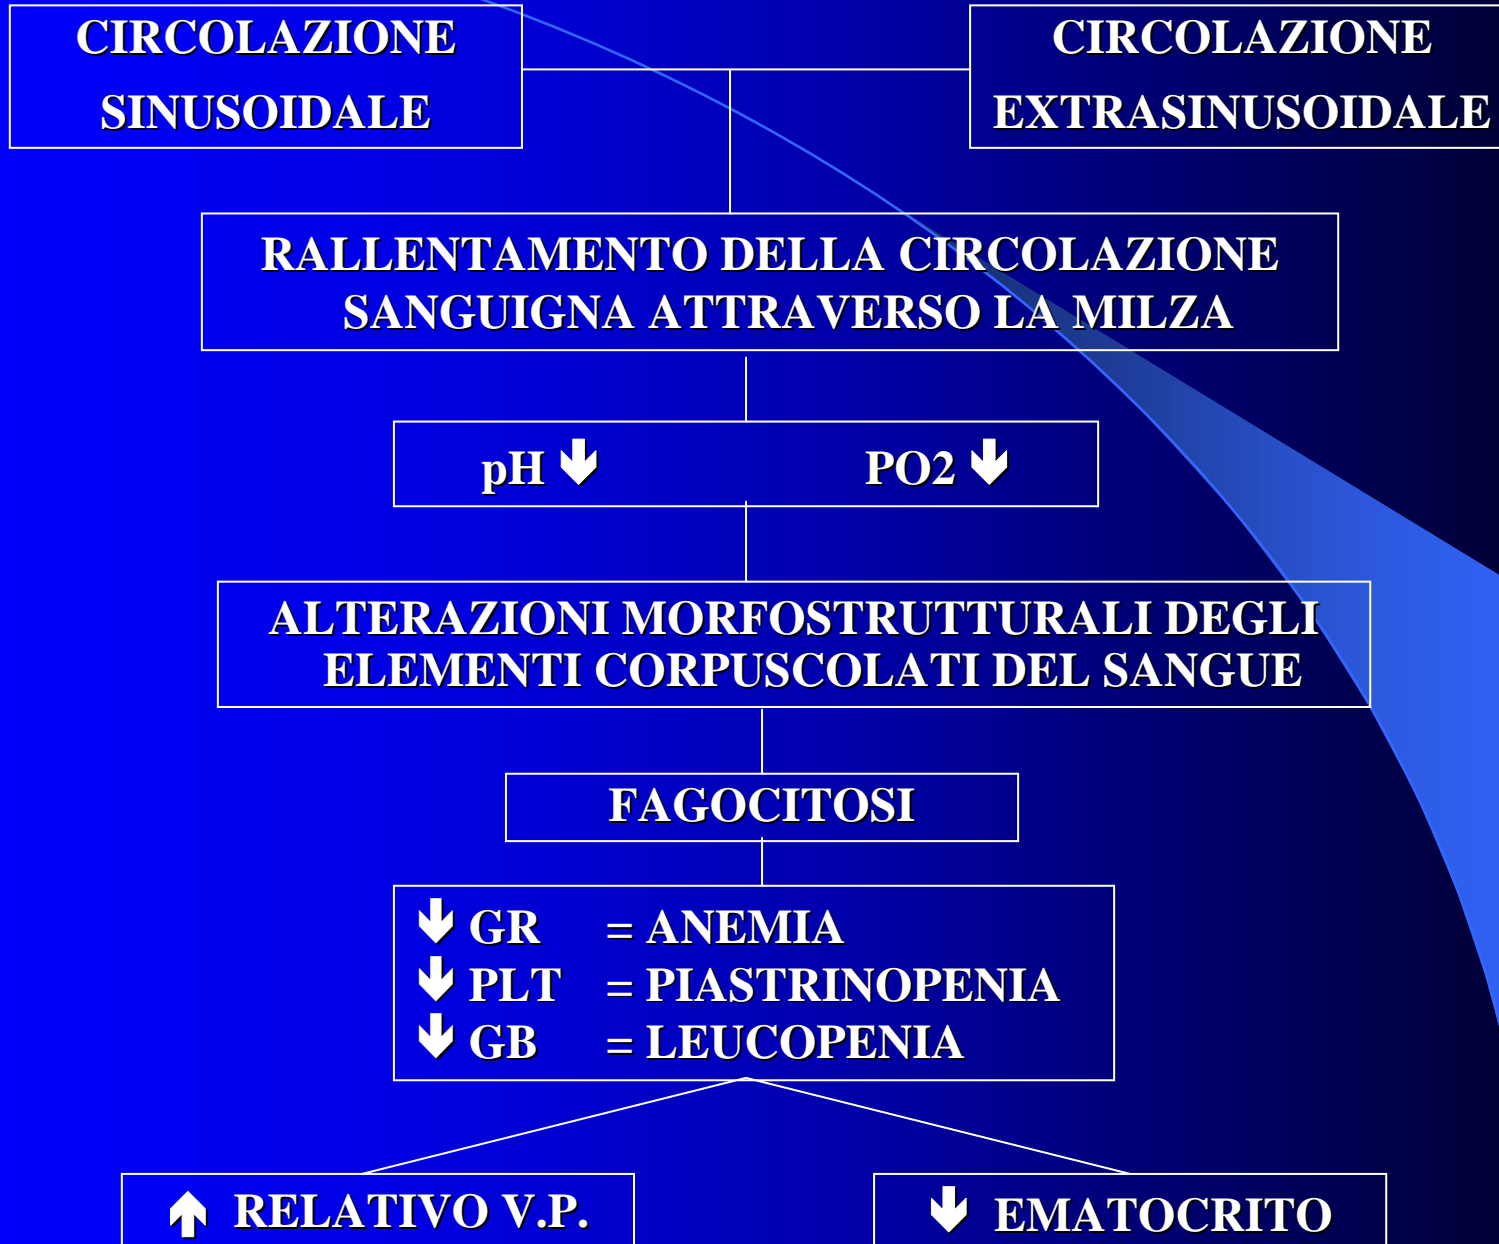 CIRCOLAZIONE
SINUSOIDALE
CIRCOLAZIONE
EXTRASINUSOIDALE
RALLENTAMENTO DELLA CIRCOLAZIONE
SANGUIGNA ATTRAVERSO LA MILZA
pH 🡻 PO2 🡻
ALTERAZIONI MORFOSTRUTTURALI DEGLI
ELEMENTI CORPUSCOLATI DEL SANGUE
FAGOCITOSI
🡻 GR = ANEMIA
🡻 PLT = PIASTRINOPENIA
🡻 GB = LEUCOPENIA
🡹 RELATIVO V.P.
🡻 EMATOCRITO